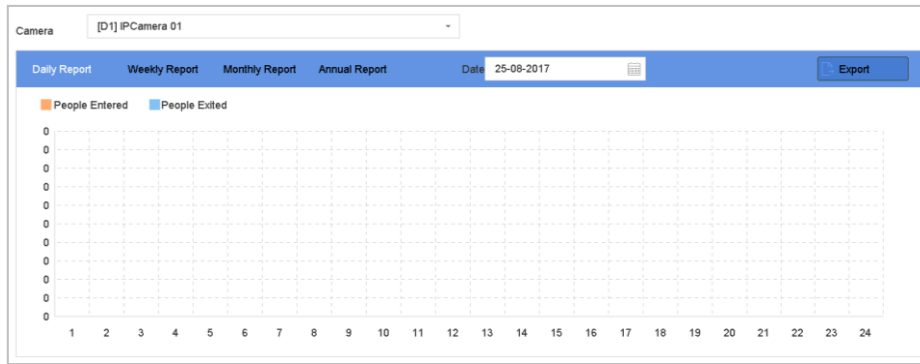 Camera [D1] IPCamera 01
Daily Report Weekly Report Monthly Report Annual Report Date 25-08-2017 Export
People Entered People Exited
0
0
0
0
0
0
0
0
0
0
0
1 2 3 4 5 6 7 8 9 10 11 12 13 14 15 16 17 18 19 20 21 22 23 24